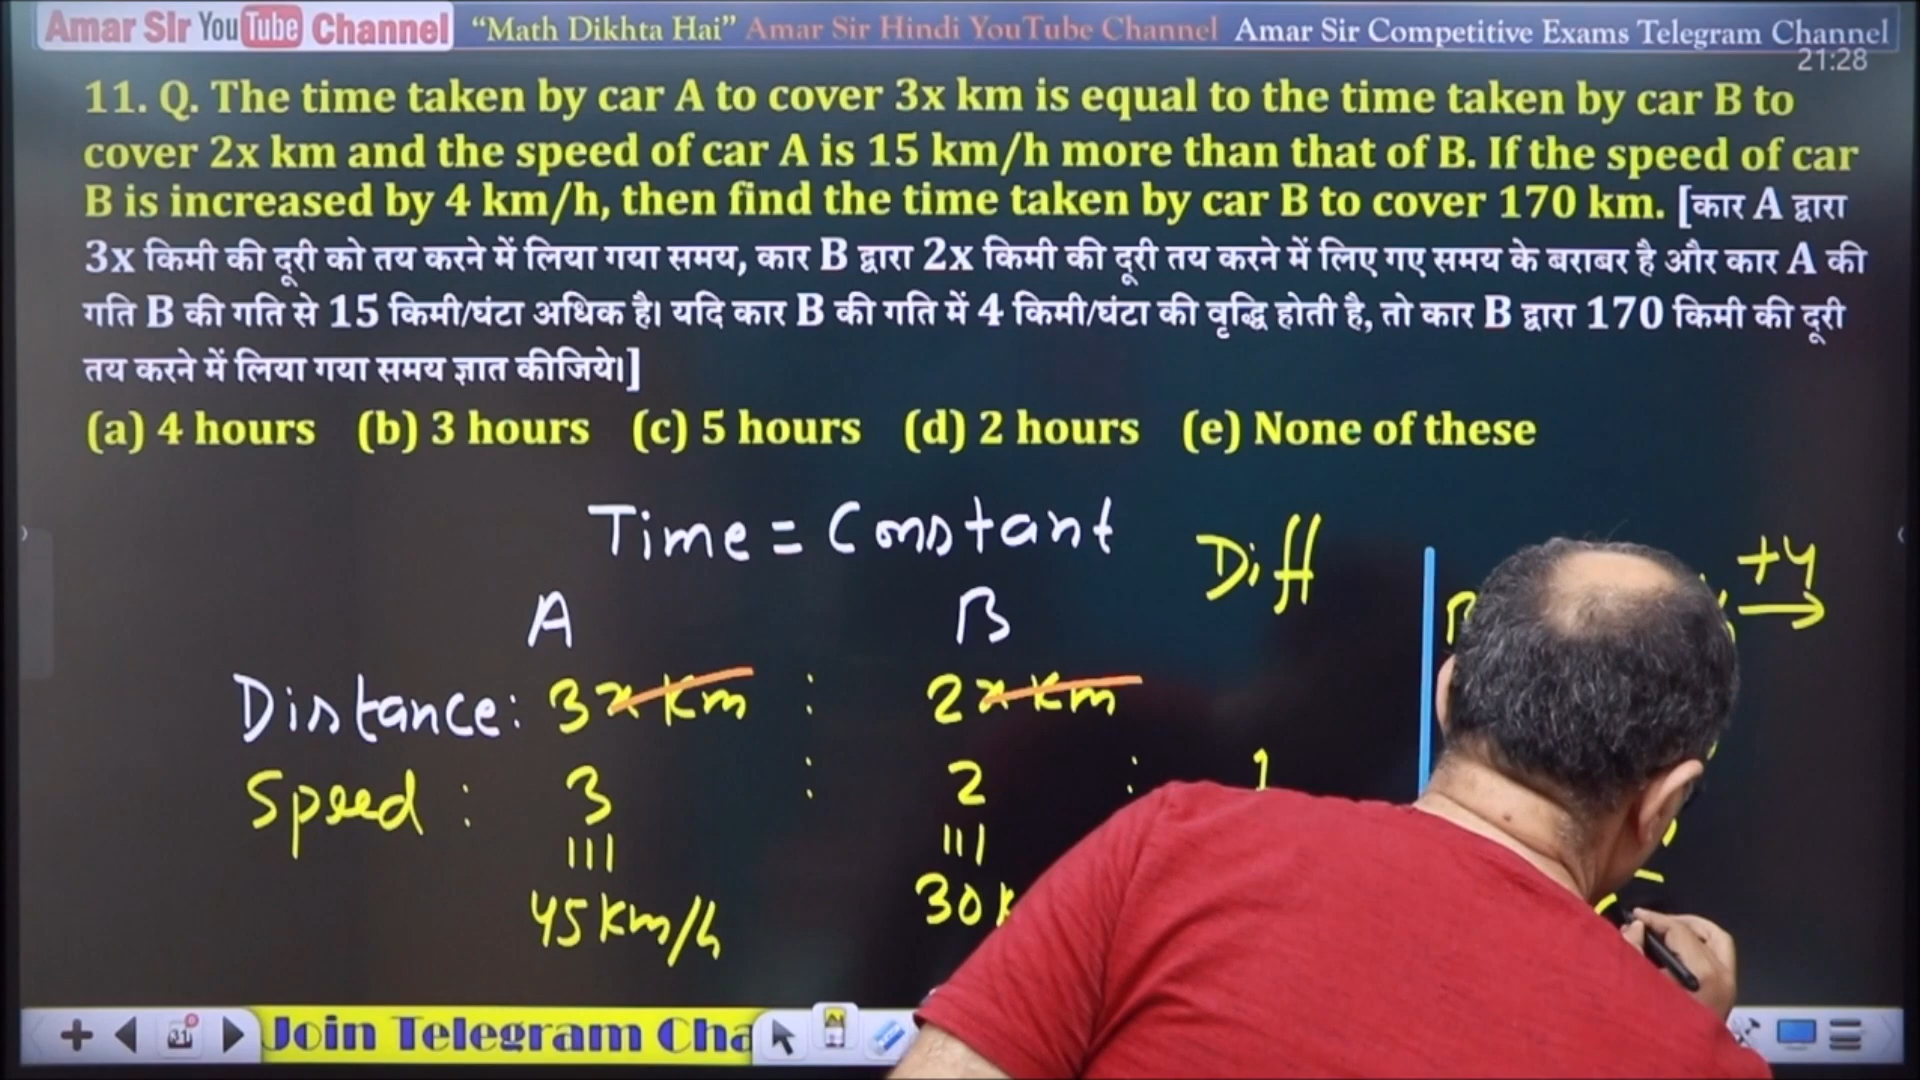 Amar Sir YouTube Channel "Math Dikhta Hai" Amar Sir Hindi YouTube Channel Amar Sir Competitive Exams Telegram Channel
21:28
11. Q. The time taken by car A to cover 3x km is equal to the time taken by car B to
cover 2x km and the speed of car A is 15 km/h more than that of B. If the speed of car
B is increased by 4 km/h, then find the time taken by car B to cover 170 km. [कार A द्वारा
3x किमी की दूरी को तय करने में लिया गया समय, कार B द्वारा 2x किमी की दूरी तय करने में लिए गए समय के बराबर है और कार A की
गति B की गति से 15 किमी/घंटा अधिक है। यदि कार B की गति में 4 किमी/घंटा की वृद्धि होती है, तो कार B द्वारा 170 किमी की दूरी
तय करने में लिया गया समय ज्ञात कीजिये।]
(a) 4 hours (b) 3 hours (c) 5 hours (d) 2 hours (e) None of these
Time = Constant
Diff
+4
A B
Distance: 3x km : 2x km
Speed : 3 : 2 : 1
45 km/h 30
Join Telegram Cha